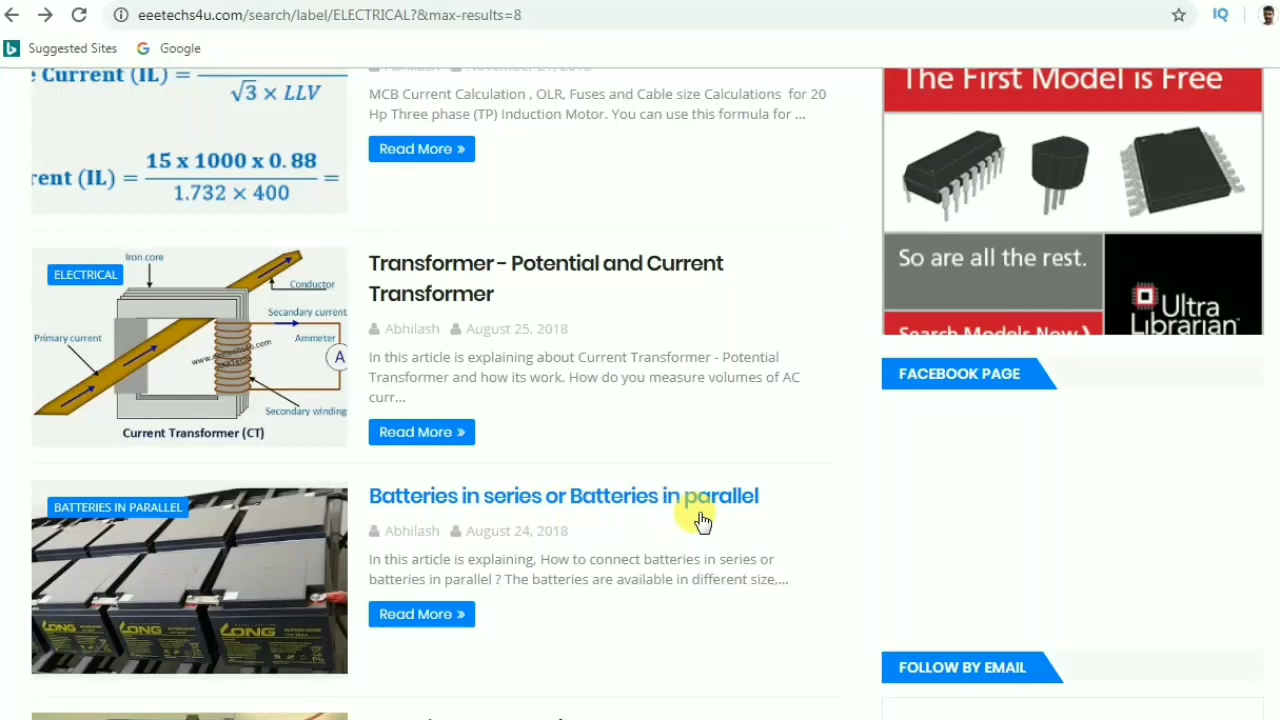 eeetechs4u.com/search/label/ELECTRICAL?&max-results=8
IQ
Suggested Sites
Google
e Current (IL) =
√3 × LLV
rent (IL) = 15 x 1000 x 0.88 =
1.732 × 400
Abhilash November 21, 2018
MCB Current Calculation , OLR, Fuses and Cable size Calculations for 20
Hp Three phase (TP) Induction Motor. You can use this formula for ...
Read More »
ELECTRICAL
Iron core
Conductor
Secandary current
Primary current
Ammeter
A
Secondary winding
Current Transformer (CT)
Transformer - Potential and Current
Transformer
Abhilash August 25, 2018
In this article is explaining about Current Transformer - Potential
Transformer and how its work. How do you measure volumes of AC
curr...
Read More »
BATTERIES IN PARALLEL
LONG
LONG
LONG
Batteries in series or Batteries in parallel
Abhilash August 24, 2018
In this article is explaining, How to connect batteries in series or
batteries in parallel ? The batteries are available in different size,...
Read More »
The First Model is Free
So are all the rest.
Search Models Now
Ultra
Librarian
FACEBOOK PAGE
FOLLOW BY EMAIL